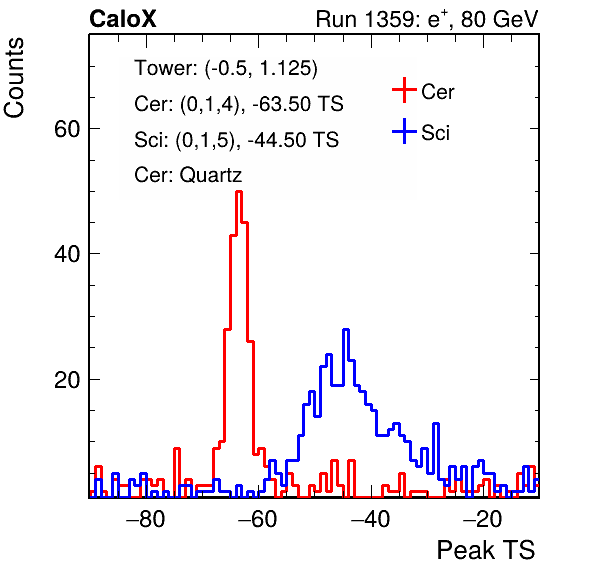 CaloX Run 1359: e⁺, 80 GeV
Counts
Tower: (-0.5, 1.125)
Cer: (0,1,4), -63.50 TS
Sci: (0,1,5), -44.50 TS
Cer: Quartz
Cer
Sci
60
40
20
−80 −60 −40 −20
Peak TS